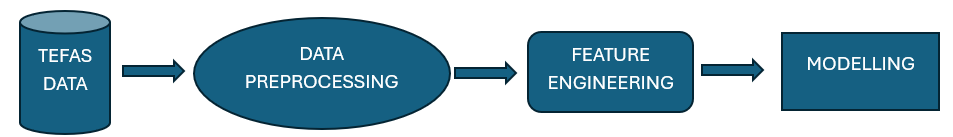 TEFAS
DATA
DATA
PREPROCESSING
FEATURE
ENGINEERING
MODELLING